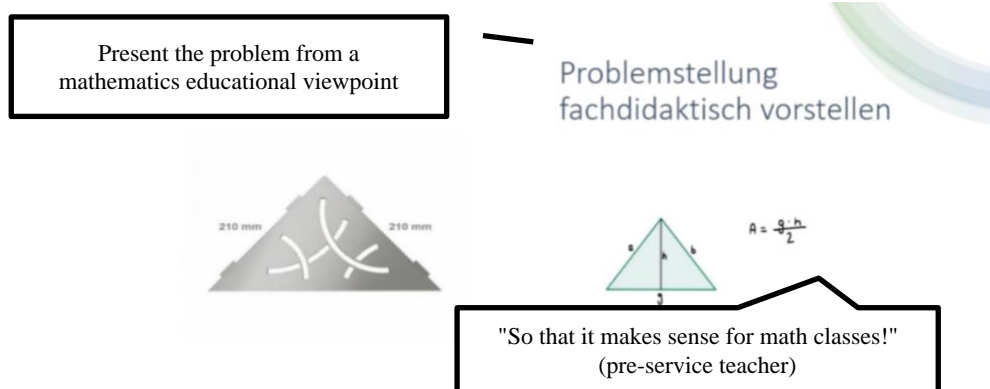 Present the problem from a
mathematics educational viewpoint
Problemstellung
fachdidaktisch vorstellen
210 mm
210 mm
a
h
b
g
A = g·h/2
"So that it makes sense for math classes!"
(pre-service teacher)